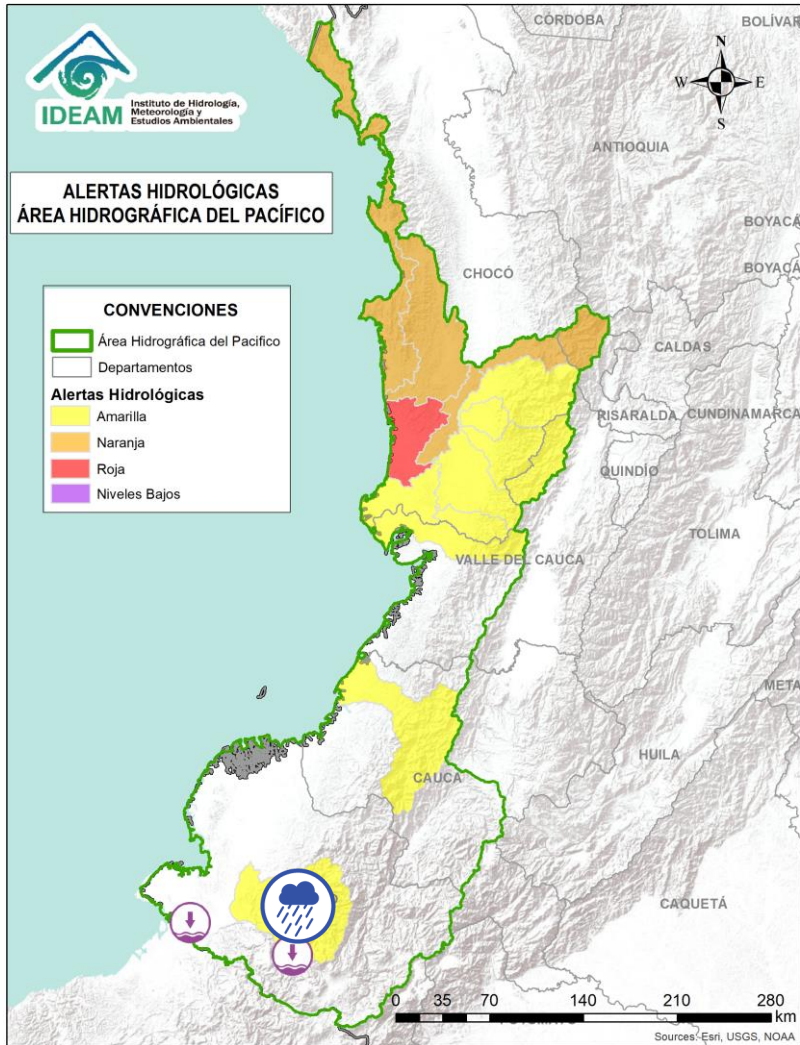 CÓRDOBA
BOLÍVAR
N
W
E
S
IDEAM
Instituto de Hidrología,
Meteorología y
Estudios Ambientales
ANTIOQUIA
ALERTAS HIDROLÓGICAS
ÁREA HIDROGRÁFICA DEL PACÍFICO
BOYACÁ
BOYACÁ
CHOCÓ
CONVENCIONES
Área Hidrográfica del Pacifico
Departamentos
Alertas Hidrológicas
Amarilla
Naranja
Roja
Niveles Bajos
CALDAS
RISARALDA
CUNDINAMARCA
QUINDÍO
TOLIMA
VALLE DEL CAUCA
META
HUILA
CAUCA
CAQUETÁ
0 35 70 140 210 280
km
Sources: Esri, USGS, NOAA